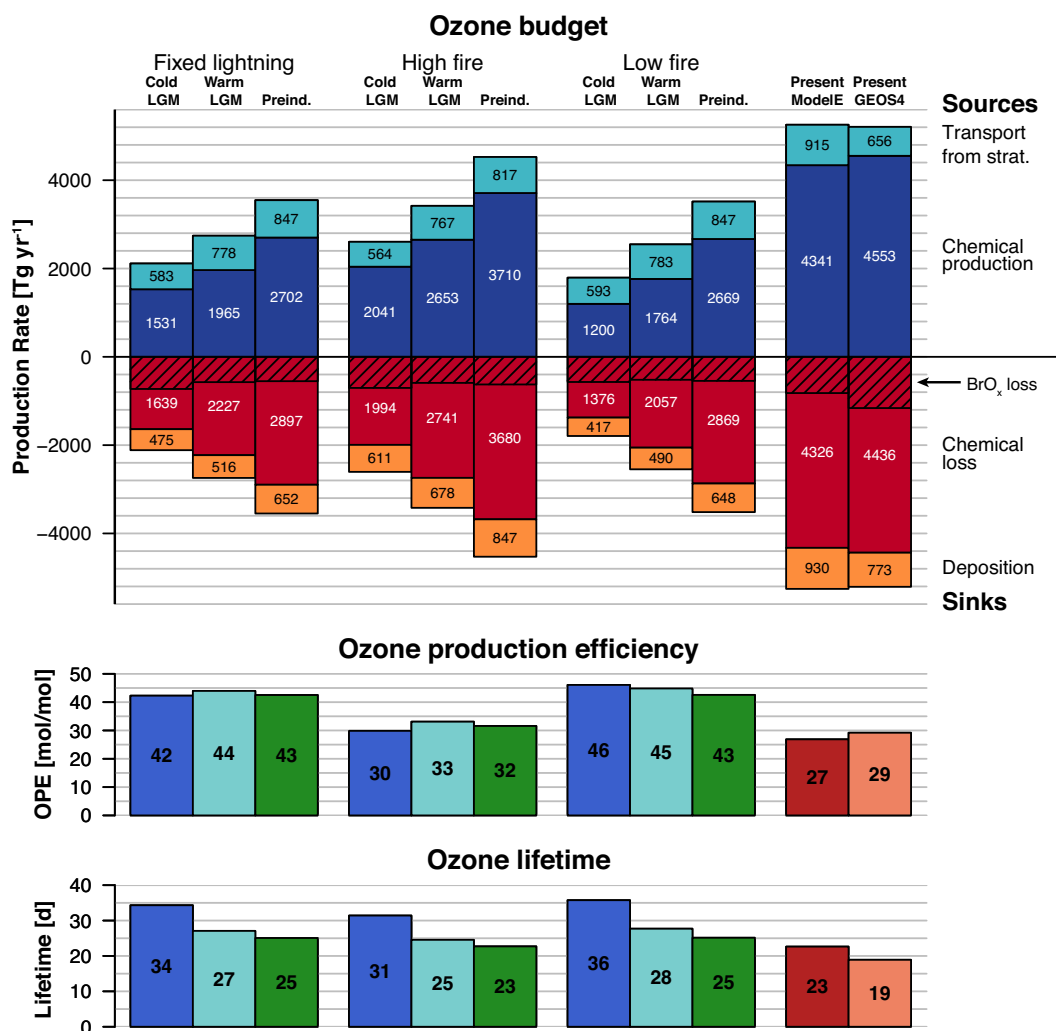 Ozone budget
Fixed lightning High fire Low fire
Cold Warm Cold Warm Cold Warm Present Present
LGM LGM Preind. LGM LGM Preind. LGM LGM Preind. ModelE GEOS4
Sources
Transport
from strat.
Chemical
production
BrOₓ loss
Chemical
loss
Deposition
Sinks
Production Rate [Tg yr⁻¹]
4000
2000
0
−2000
−4000
583 778 847 564 767 817 593 783 847 915 656
1531 1965 2702 2041 2653 3710 1200 1764 2669 4341 4553
1639 2227 2897 1994 2741 3680 1376 2057 2869 4326 4436
475 516 652 611 678 847 417 490 648 930 773
Ozone production efficiency
OPE [mol/mol]
50
40
30
20
10
0
42 44 43 30 33 32 46 45 43 27 29
Ozone lifetime
Lifetime [d]
40
30
20
10
0
34 27 25 31 25 23 36 28 25 23 19